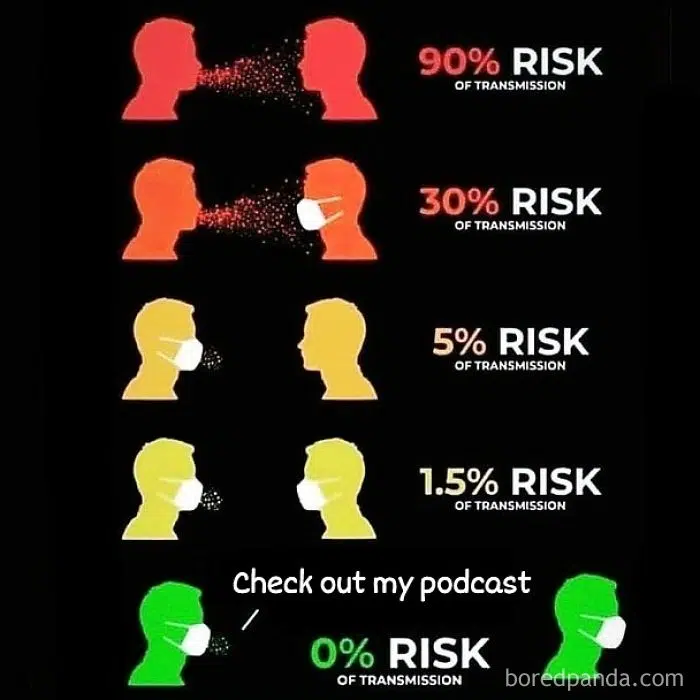 90% RISK
OF TRANSMISSION
30% RISK
OF TRANSMISSION
5% RISK
OF TRANSMISSION
1.5% RISK
OF TRANSMISSION
Check out my podcast
0% RISK
OF TRANSMISSION
boredpanda.com